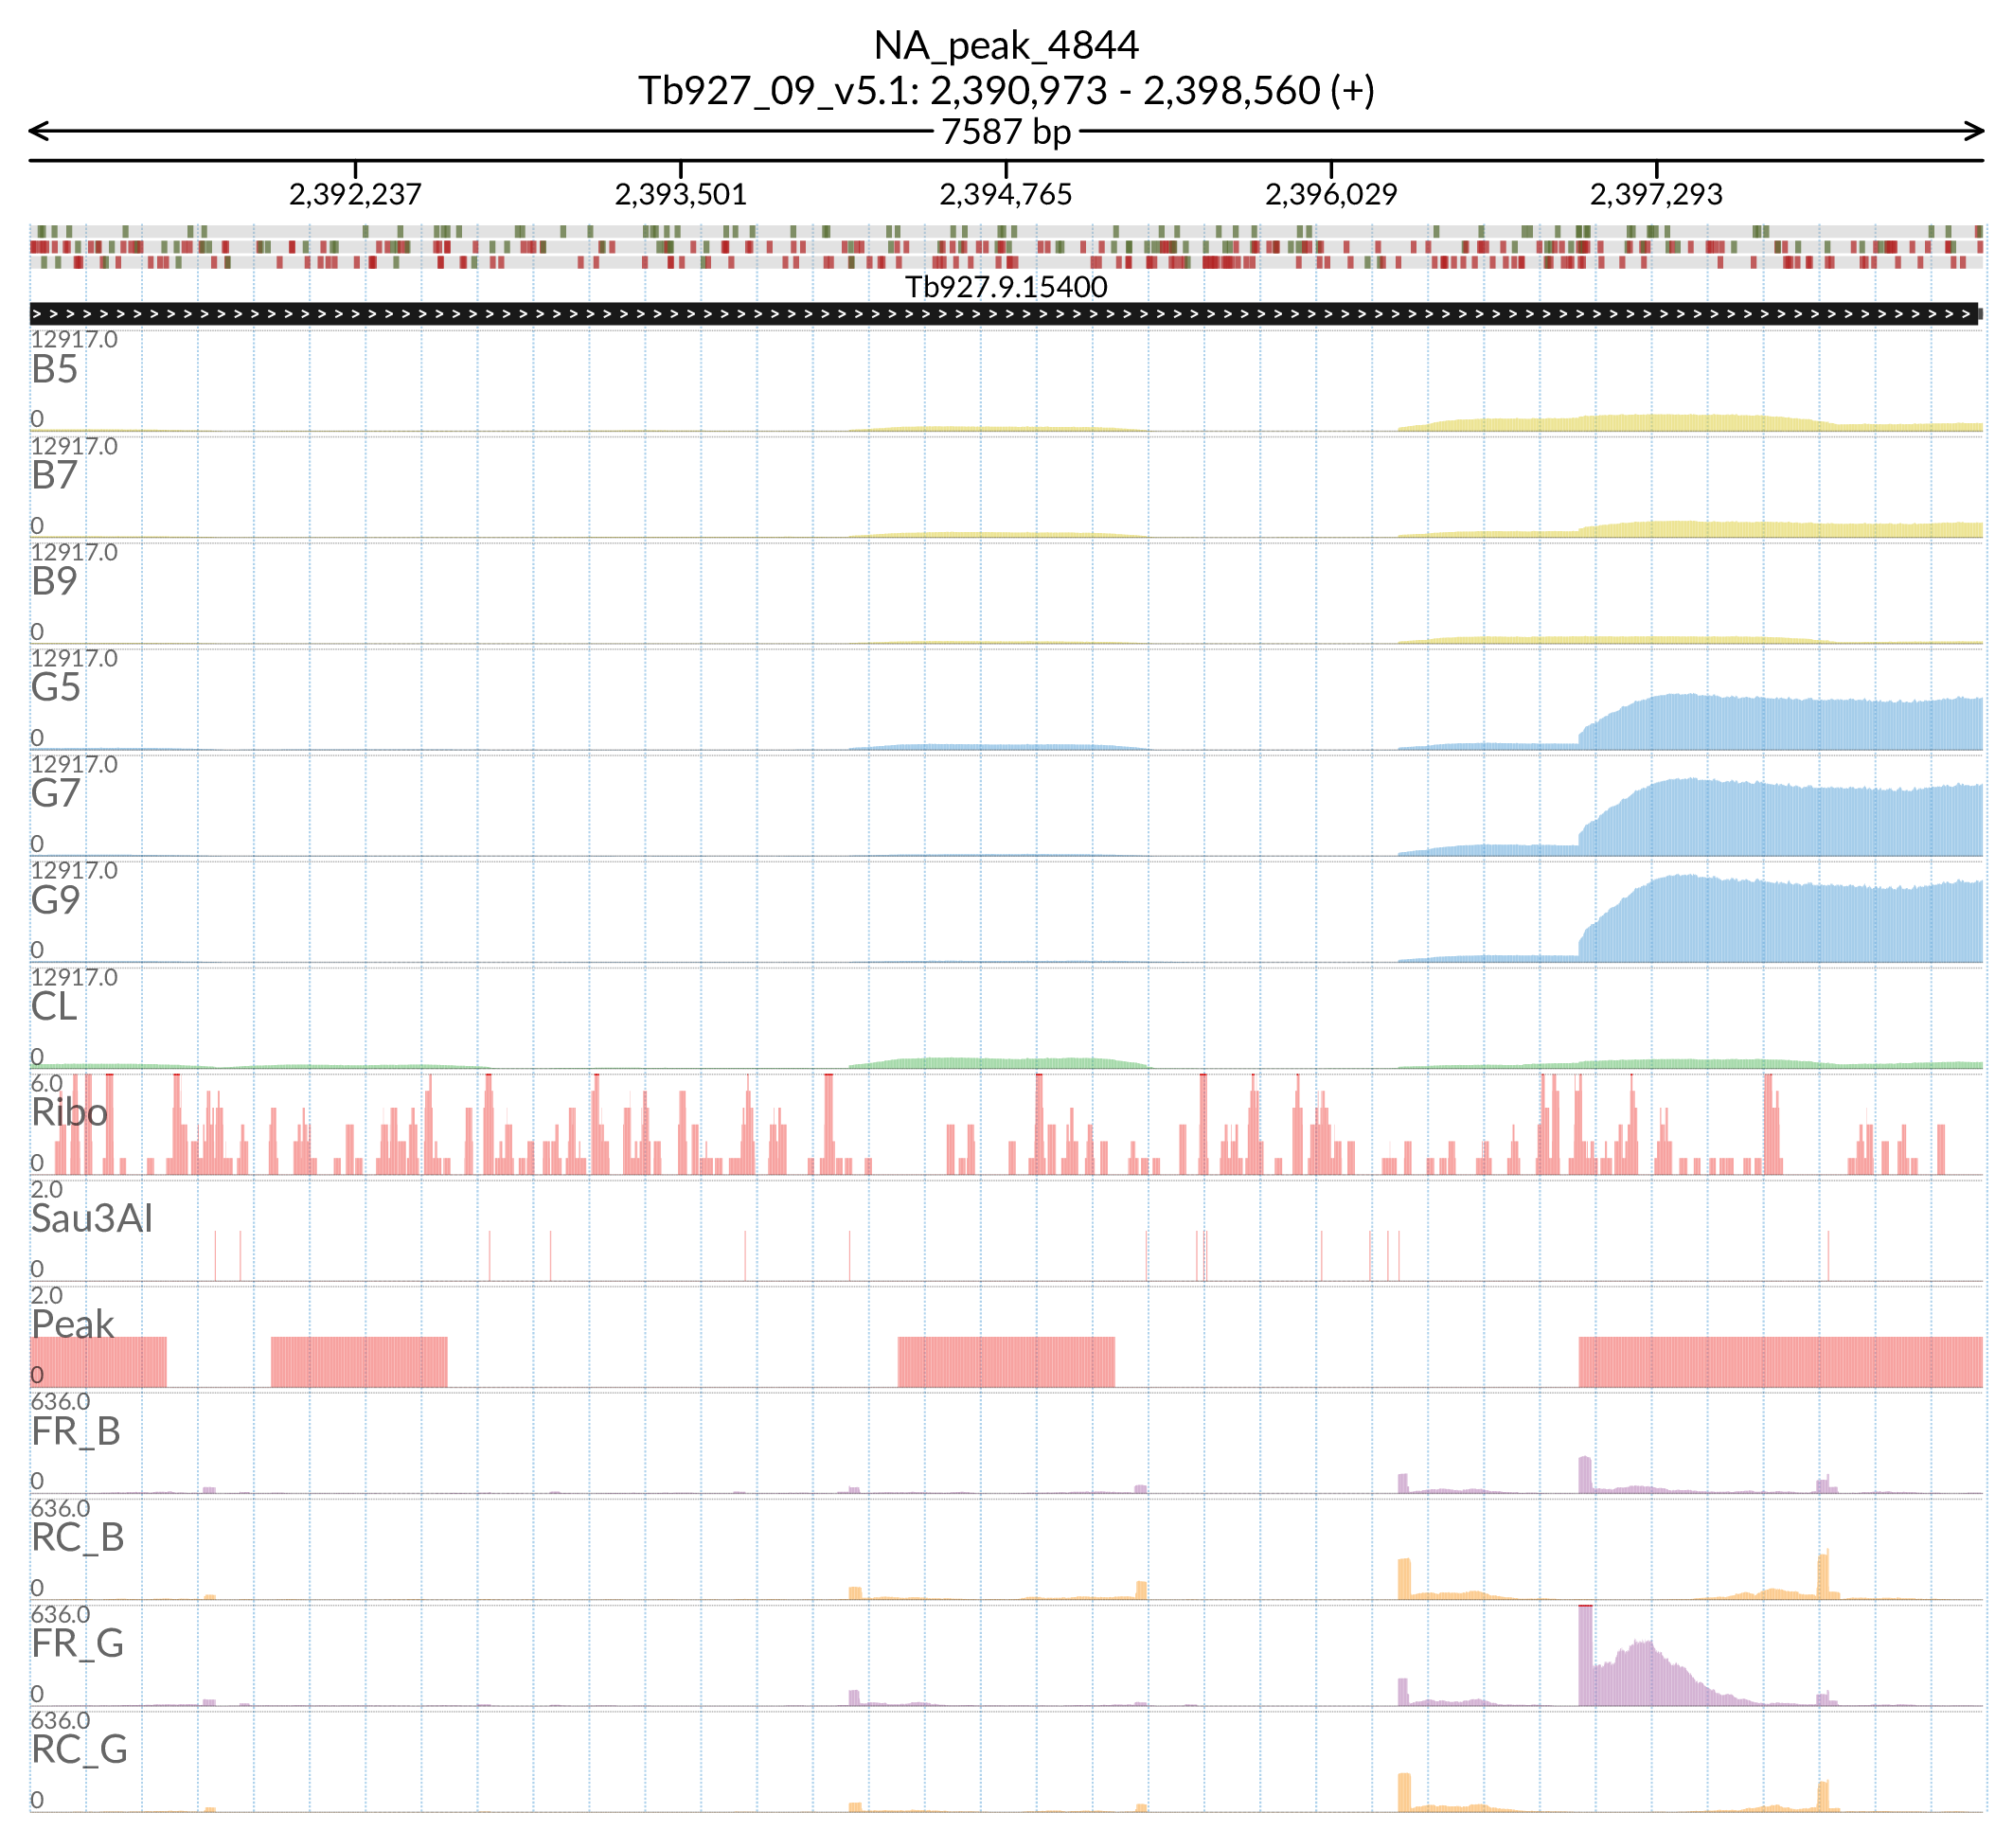 NA_peak_4844
Tb927_09_v5.1: 2,390,973 - 2,398,560 (+)
7587 bp
2,392,237 2,393,501 2,394,765 2,396,029 2,397,293
Tb927.9.15400
12917.0
B5
0
12917.0
B7
0
12917.0
B9
0
12917.0
G5
0
12917.0
G7
0
12917.0
G9
0
12917.0
CL
0
6.0
Ribo
0
2.0
Sau3AI
0
2.0
Peak
0
636.0
FR_B
0
636.0
RC_B
0
636.0
FR_G
0
636.0
RC_G
0